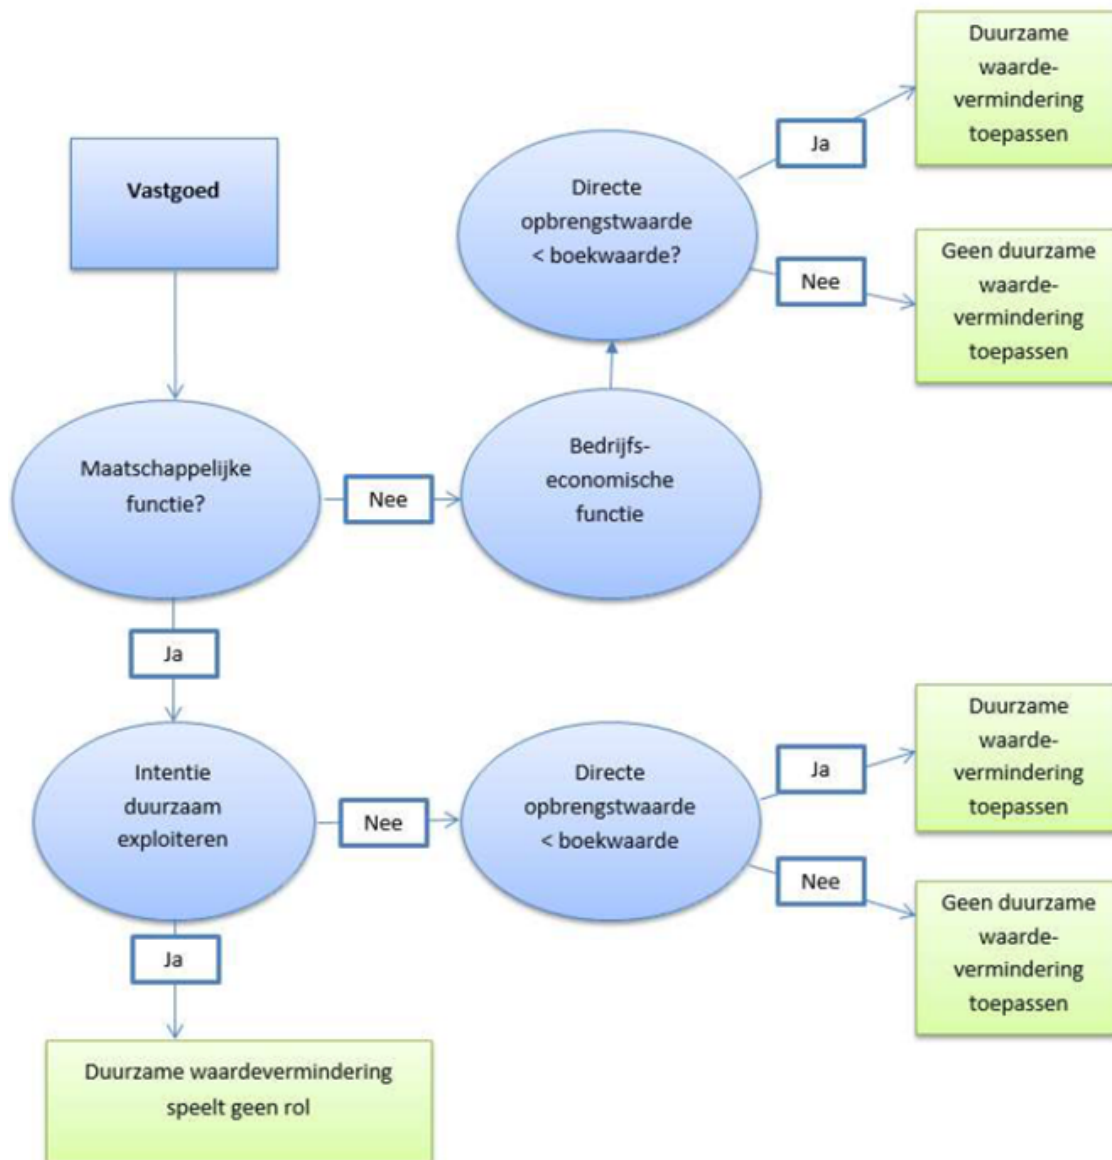 Vastgoed
Maatschappelijke
functie?
Nee
Bedrijfs-
economische
functie
Directe
opbrengstwaarde
< boekwaarde?
Ja
Duurzame
waarde-
vermindering
toepassen
Nee
Geen duurzame
waarde-
vermindering
toepassen
Ja
Intentie
duurzaam
exploiteren
Nee
Directe
opbrengstwaarde
< boekwaarde
Ja
Duurzame
waarde-
vermindering
toepassen
Nee
Geen duurzame
waarde-
vermindering
toepassen
Ja
Duurzame waardevermindering
speelt geen rol